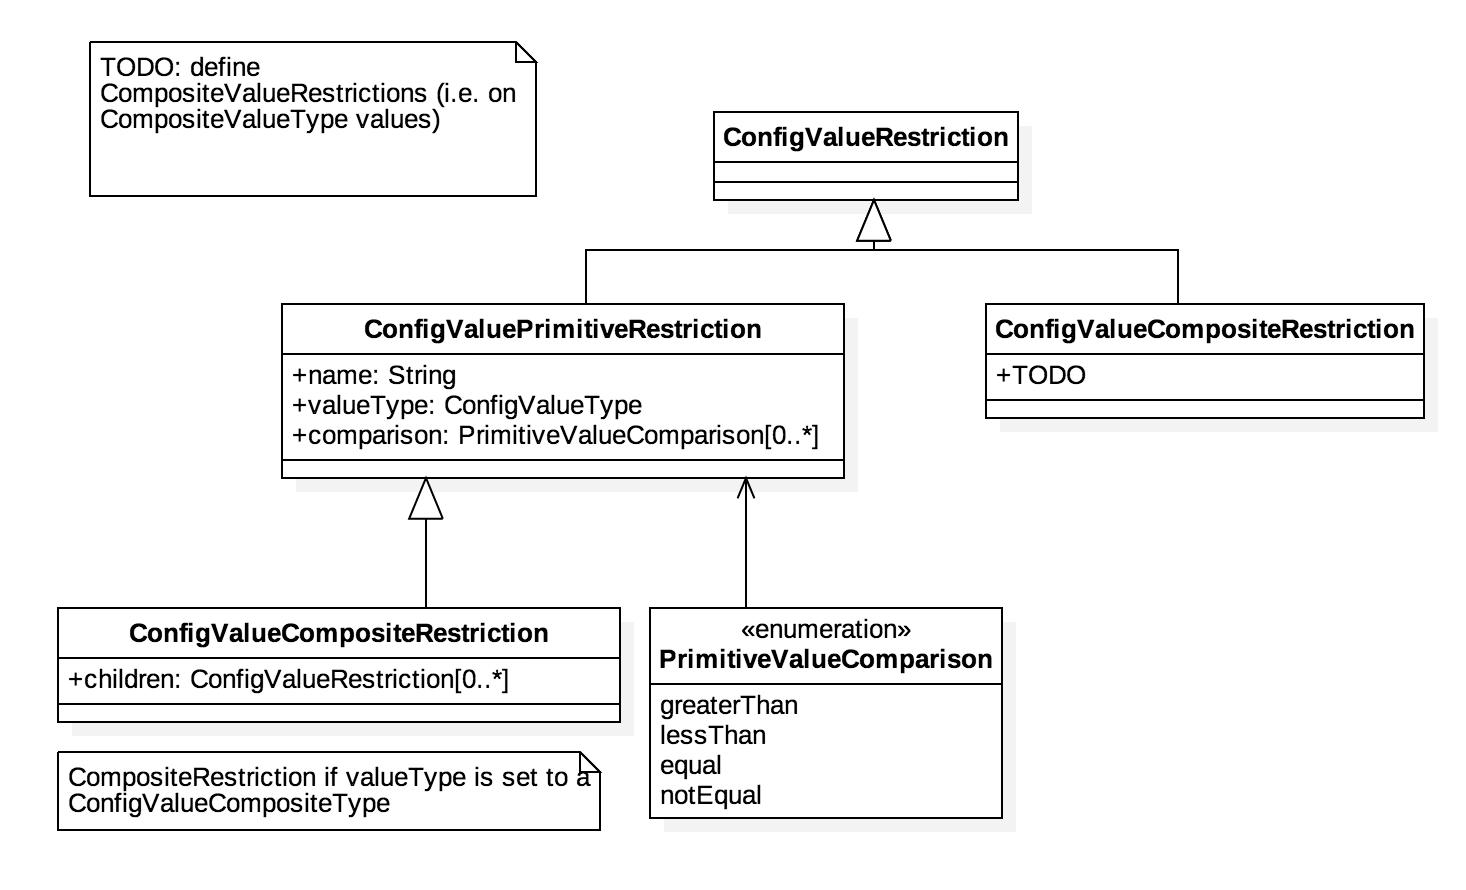 TODO: define
CompositeValueRestrictions (i.e. on
CompositeValueType values)
ConfigValueRestriction
ConfigValuePrimitiveRestriction
+name: String
+valueType: ConfigValueType
+comparison: PrimitiveValueComparison[0..*]
ConfigValueCompositeRestriction
+TODO
ConfigValueCompositeRestriction
+children: ConfigValueRestriction[0..*]
«enumeration»
PrimitiveValueComparison
greaterThan
lessThan
equal
notEqual
CompositeRestriction if valueType is set to a
ConfigValueCompositeType